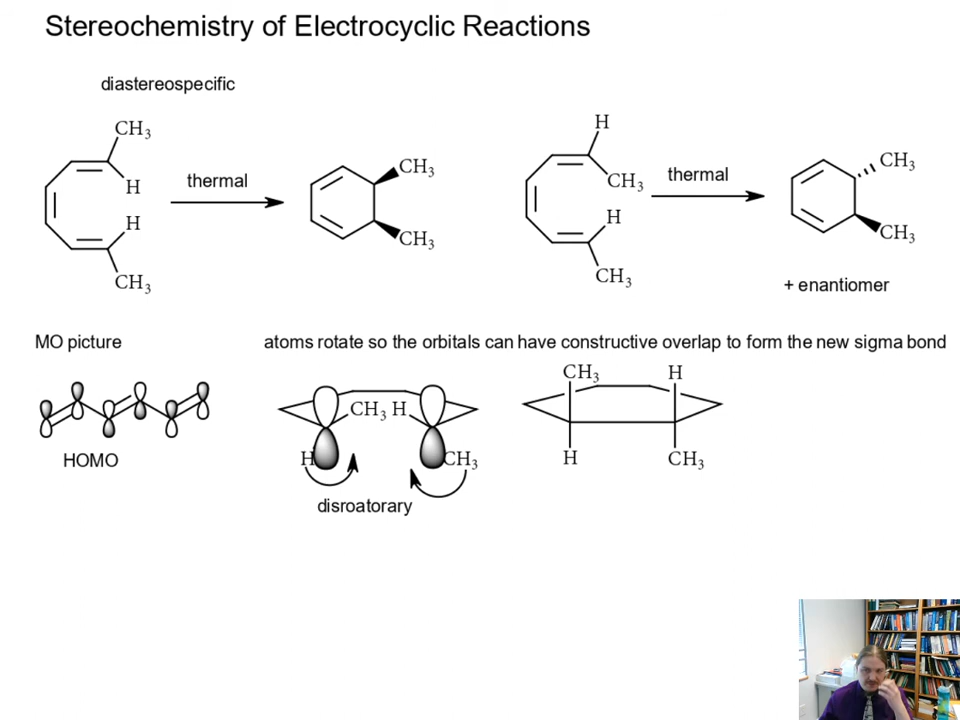 Stereochemistry of Electrocyclic Reactions
diastereospecific
CH3
H
H
CH3
thermal
CH3
CH3
H
CH3
H
CH3
thermal
CH3
CH3
+ enantiomer
MO picture
atoms rotate so the orbitals can have constructive overlap to form the new sigma bond
HOMO
CH3 H
H
CH3
disroatorary
CH3
H
H
CH3